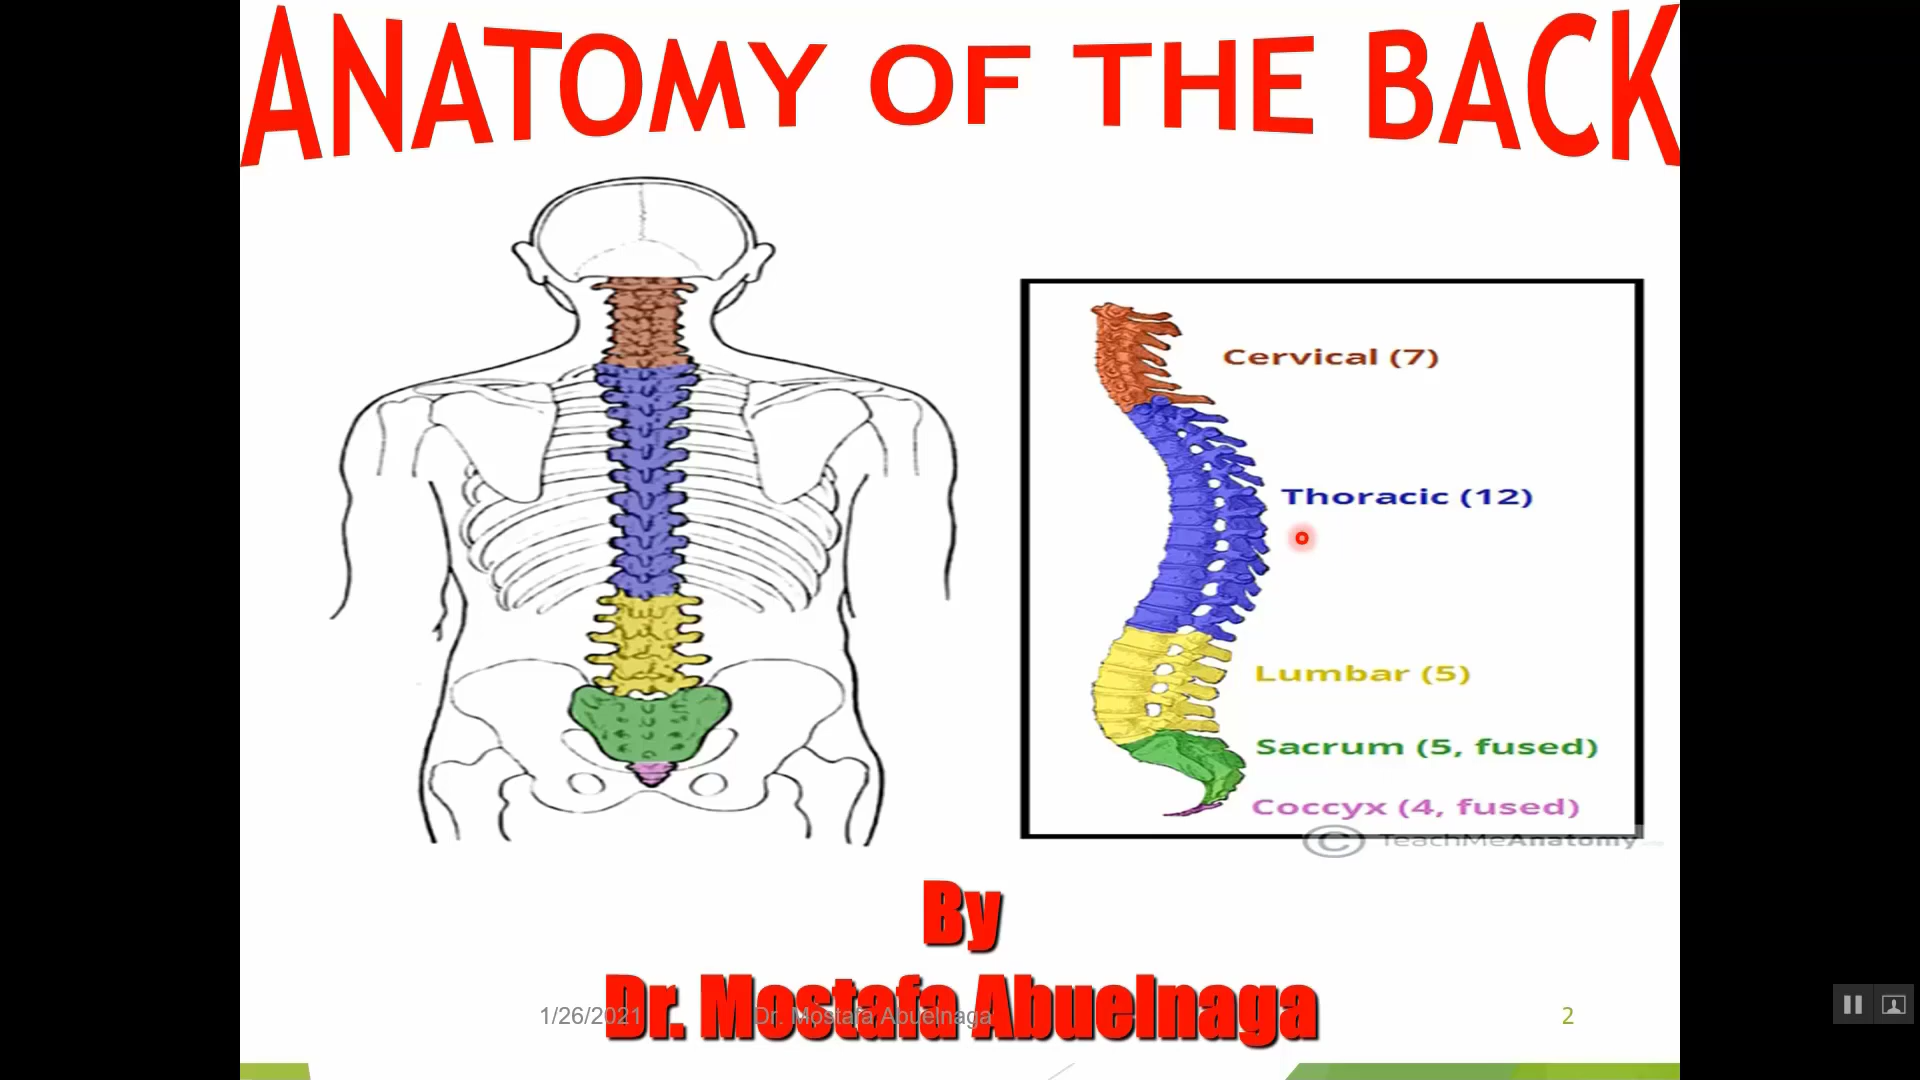 ANATOMY OF THE BACK
Cervical (7)
Thoracic (12)
Lumbar (5)
Sacrum (5, fused)
Coccyx (4, fused)
© TeachMeAnatomy
By
Dr. Mostafa Abuelnaga
1/26/2021
Dr. Mostafa Abuelnaga
2